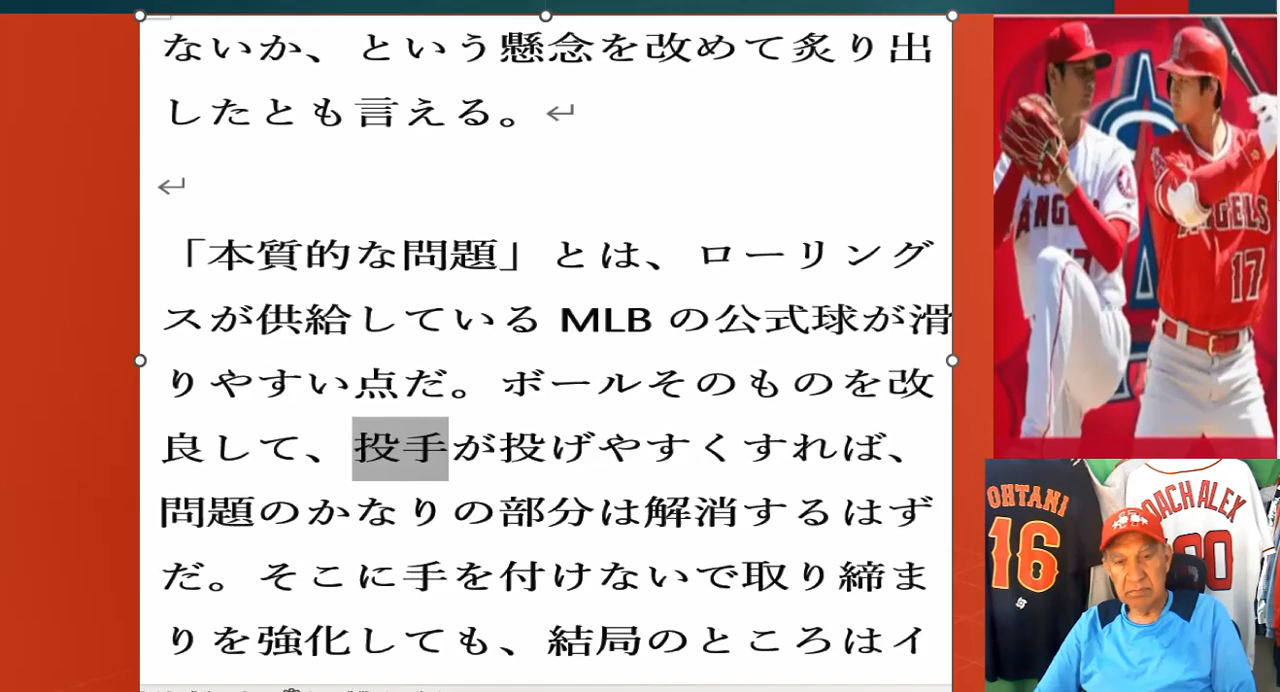 ないか、という懸念を改めて炙り出
したとも言える。
「本質的な問題」とは、ローリング
スが供給している MLB の公式球が滑
りやすい点だ。ボールそのものを改
良して、投手が投げやすくすれば、
問題のかなりの部分は解消するはず
だ。そこに手を付けないで取り締ま
りを強化しても、結局のところはイ
ANGELS
17
OHTANI
16